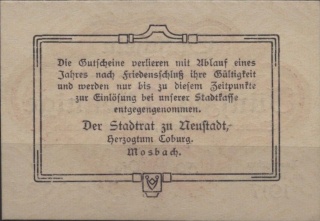 Die Gutscheine verlieren mit Ablauf eines
Jahres nach Friedensschluß ihre Gültigkeit
und werden nur bis zu diesem Zeitpunkte
zur Einlösung bei unserer Stadtkasse
entgegengenommen.
Der Stadtrat zu Neustadt,
Herzogtum Coburg.
Mosbach.